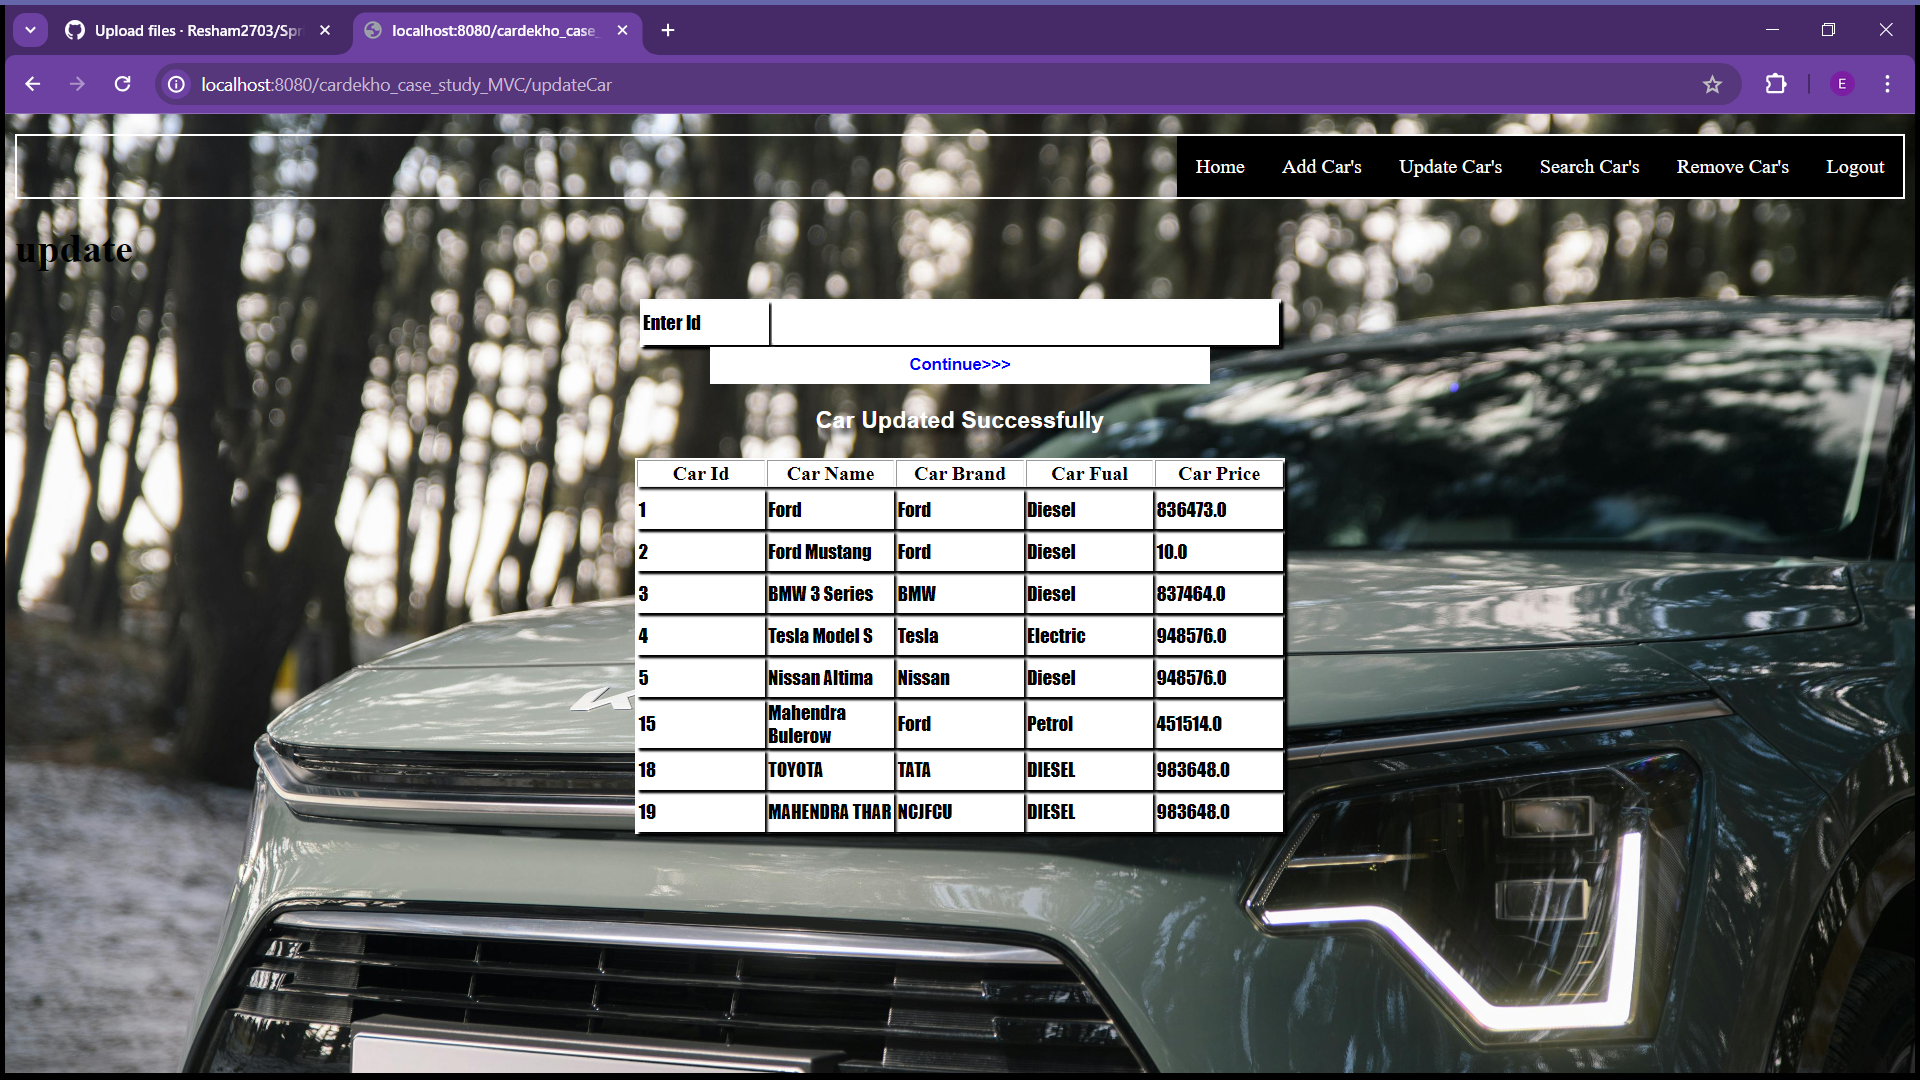 Upload files · Resham2703/Spr
localhost:8080/cardekho_case_
localhost:8080/cardekho_case_study_MVC/updateCar
E
Home Add Car's Update Car's Search Car's Remove Car's Logout
update
Enter Id
Continue>>>
Car Updated Successfully
Car Id Car Name Car Brand Car Fual Car Price
1 Ford Ford Diesel 836473.0
2 Ford Mustang Ford Diesel 10.0
3 BMW 3 Series BMW Diesel 837464.0
4 Tesla Model S Tesla Electric 948576.0
5 Nissan Altima Nissan Diesel 948576.0
15 Mahendra Bulerow Ford Petrol 451514.0
18 TOYOTA TATA DIESEL 983648.0
19 MAHENDRA THAR NCJFCU DIESEL 983648.0